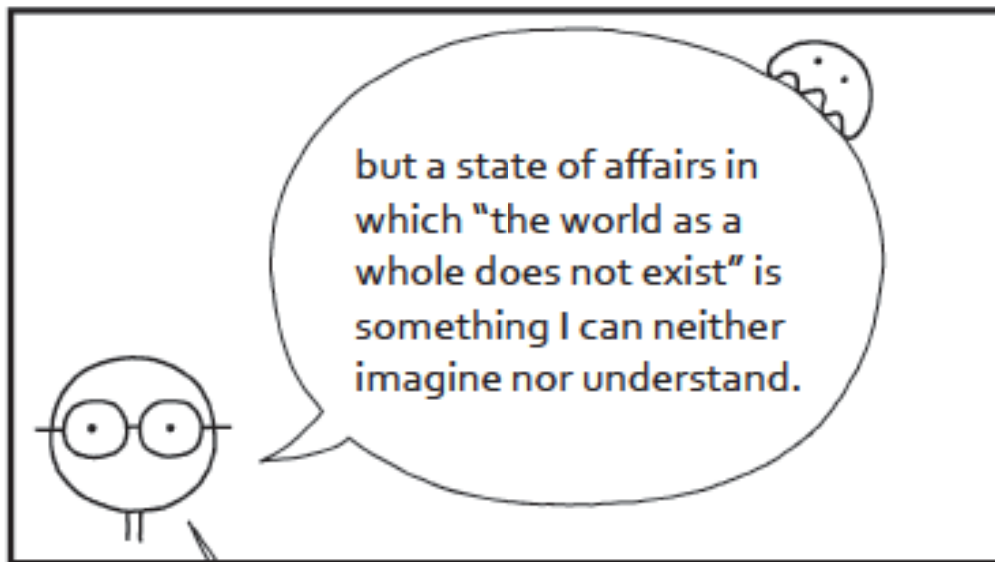 but a state of affairs in
which “the world as a
whole does not exist” is
something I can neither
imagine nor understand.